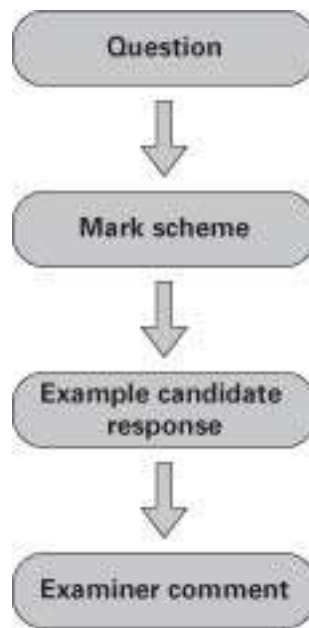 Question
Mark scheme
Example candidate
response
Examiner comment